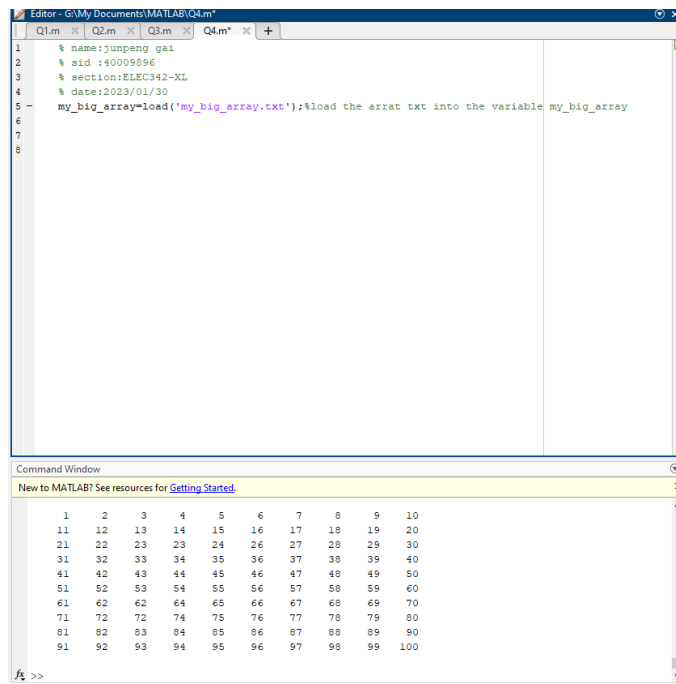 Editor - G:\My Documents\MATLAB\Q4.m*
Q1.m Q2.m Q3.m Q4.m* +
1 % name:junpeng gai
2 % sid :40009896
3 % section:ELEC342-XL
4 % date:2023/01/30
5 - my_big_array=load('my_big_array.txt');%load the arrat txt into the variable my_big_array
6
7
8
Command Window
New to MATLAB? See resources for Getting Started.
1 2 3 4 5 6 7 8 9 10
11 12 13 14 15 16 17 18 19 20
21 22 23 23 24 26 27 28 29 30
31 32 33 34 35 36 37 38 39 40
41 42 43 44 45 46 47 48 49 50
51 52 53 54 55 56 57 58 59 60
61 62 62 64 65 66 67 68 69 70
71 72 72 74 75 76 77 78 79 80
81 82 83 84 85 86 87 88 89 90
91 92 93 94 95 96 97 98 99 100
fx >>